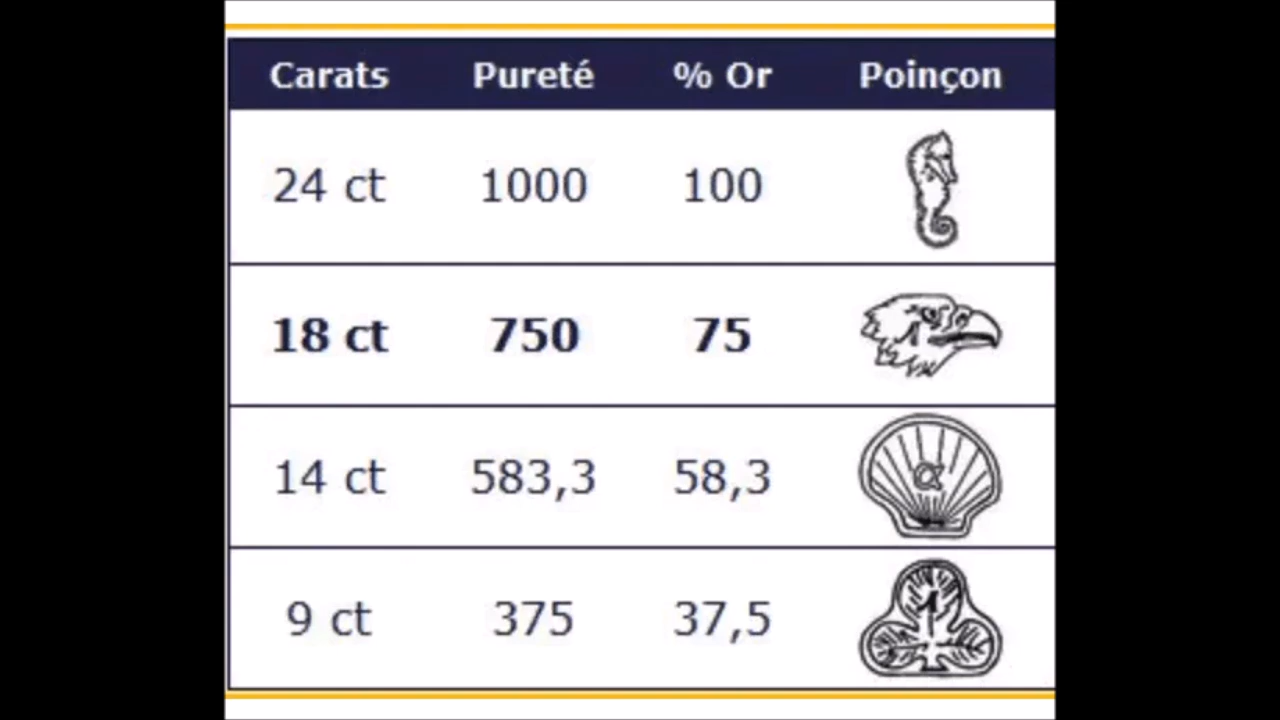 Carats Pureté % Or Poinçon
24 ct 1000 100
18 ct 750 75
14 ct 583,3 58,3
α
9 ct 375 37,5
1